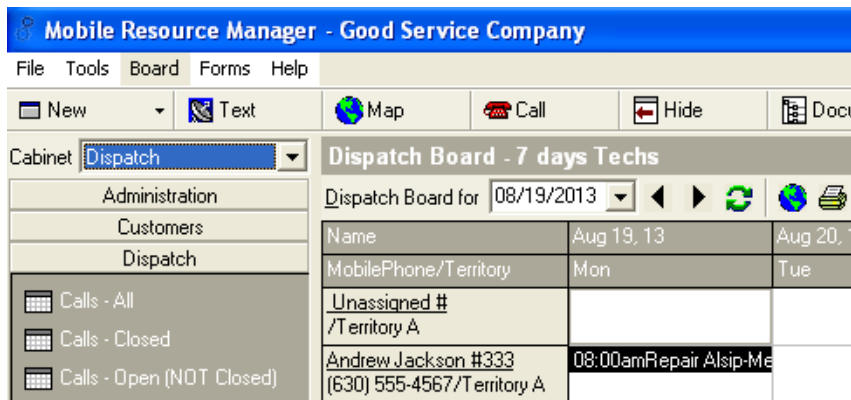 Mobile Resource Manager - Good Service Company
File Tools Board Forms Help
New Text Map Call Hide
Cabinet Dispatch
Dispatch Board - 7 days Techs
Administration
Dispatch Board for 08/19/2013
Customers
Name Aug 19, 13 Aug 20,
Dispatch
MobilePhone/Territory Mon Tue
Calls - All
Unassigned #
/Territory A
Calls - Closed
Andrew Jackson #333 08:00amRepair Alsip-Me
Calls - Open (NOT Closed)
(630) 555-4567/Territory A